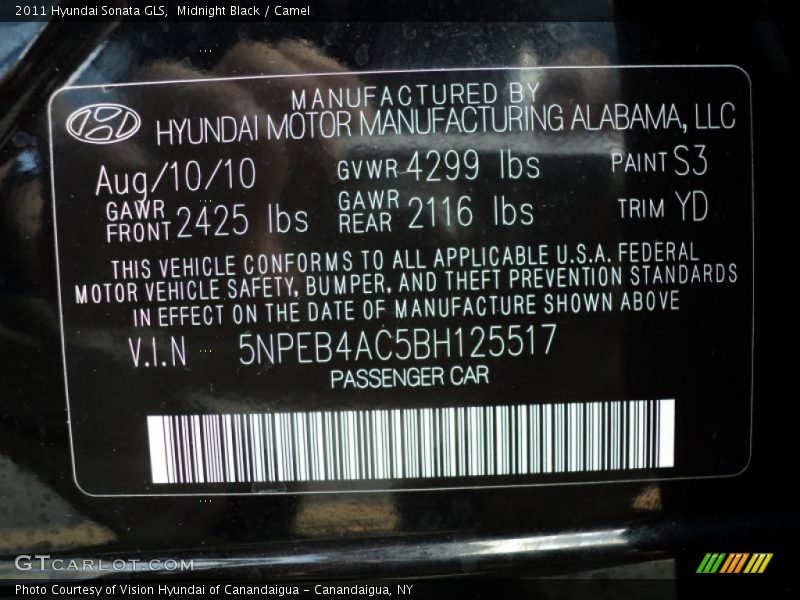 2011 Hyundai Sonata GLS,  Midnight Black / Camel
MANUFACTURED BY
HYUNDAI MOTOR MANUFACTURING ALABAMA, LLC
Aug/10/10 GVWR 4299 lbs PAINT S3
GAWR FRONT 2425 lbs GAWR REAR 2116 lbs TRIM YD
THIS VEHICLE CONFORMS TO ALL APPLICABLE U.S.A. FEDERAL
MOTOR VEHICLE SAFETY, BUMPER, AND THEFT PREVENTION STANDARDS
IN EFFECT ON THE DATE OF MANUFACTURE SHOWN ABOVE
V.I.N 5NPEB4AC5BH125517
PASSENGER CAR
GTCARLOT.COM
Photo Courtesy of Vision Hyundai of Canandaigua - Canandaigua, NY